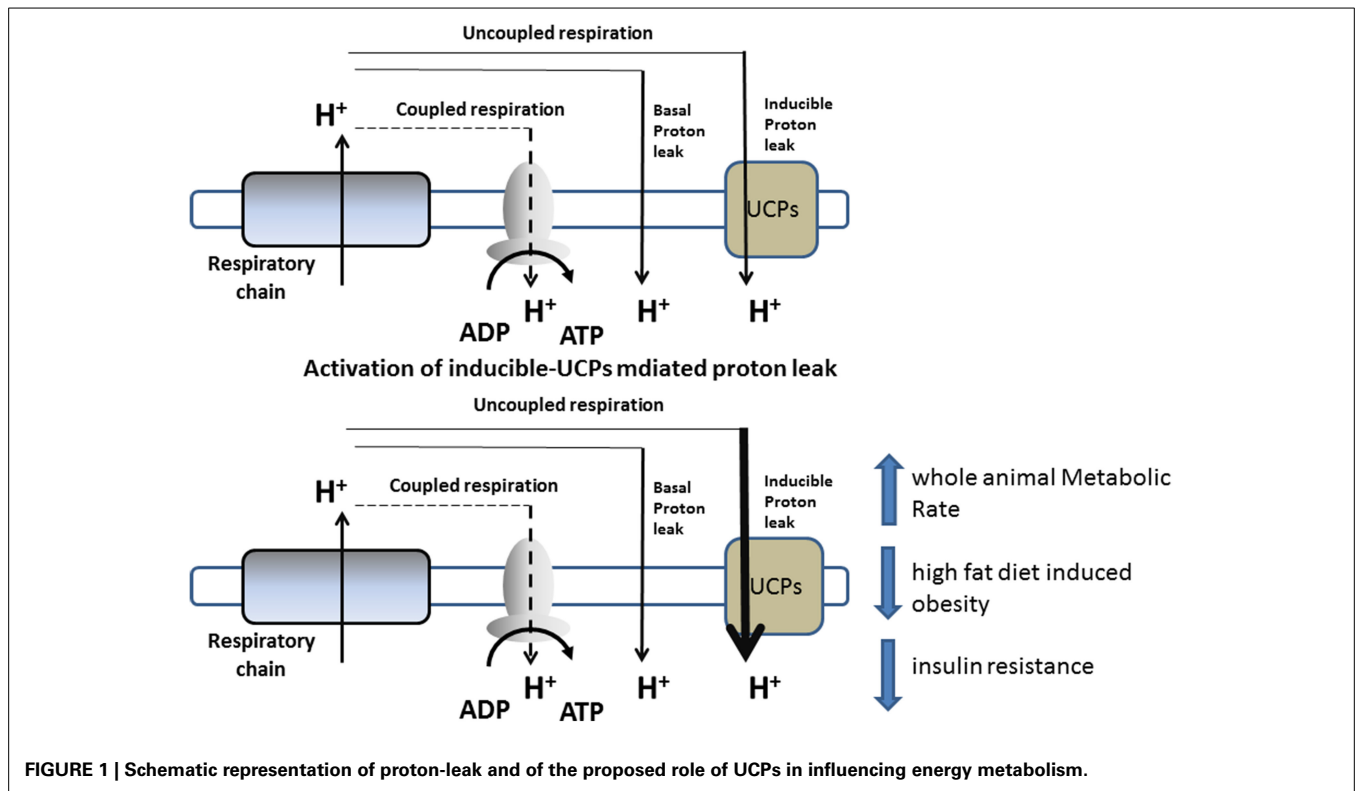 Uncoupled respiration
Coupled respiration
H+
Basal
Proton
leak
Inducible
Proton
leak
UCPs
Respiratory
chain
H+
H+
H+
ADP
ATP
Activation of inducible-UCPs mdiated proton leak
Uncoupled respiration
Coupled respiration
H+
Basal
Proton
leak
Inducible
Proton
leak
UCPs
Respiratory
chain
H+
H+
H+
ADP
ATP
whole animal Metabolic
Rate
high fat diet induced
obesity
insulin resistance
FIGURE 1 | Schematic representation of proton-leak and of the proposed role of UCPs in influencing energy metabolism.